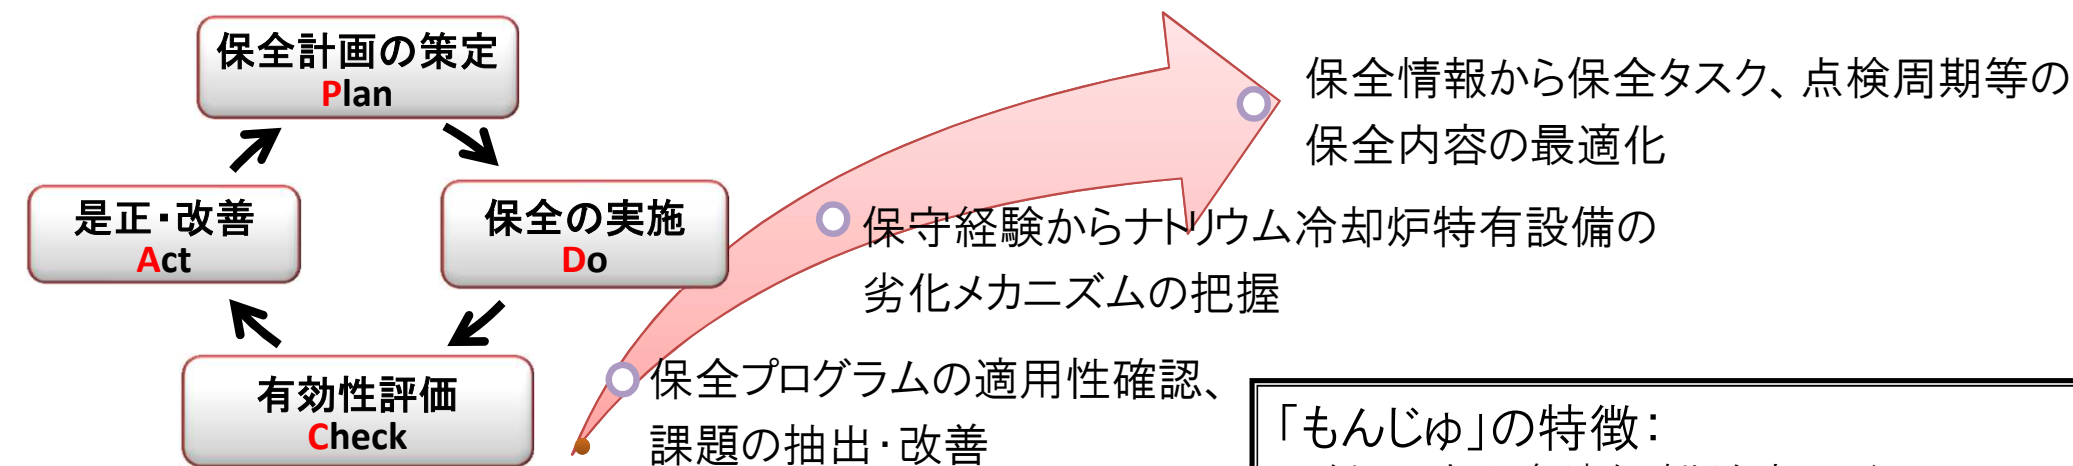 保全計画の策定
Plan
保全の実施
Do
有効性評価
Check
是正・改善
Act
保全情報から保全タスク、点検周期等の
保全内容の最適化
保守経験からナトリウム冷却炉特有設備の
劣化メカニズムの把握
保全プログラムの適用性確認、
課題の抽出・改善
「もんじゅ」の特徴：